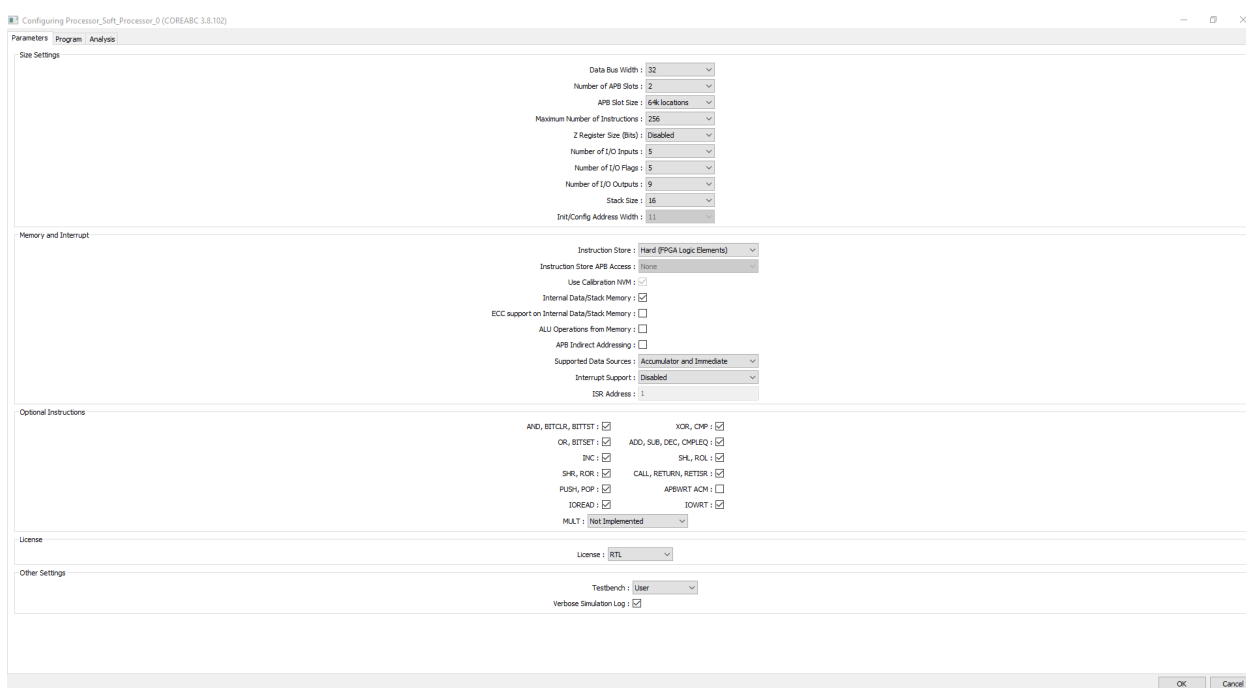 Configuring Processor_Soft_Processor_0 (COREABC 3.8.102)
Parameters Program Analysis
Size Settings
Data Bus Width : 32
Number of APB Slots : 2
APB Slot Size : 64k locations
Maximum Number of Instructions : 256
Z Register Size (Bits) : Disabled
Number of I/O Inputs : 5
Number of I/O Flags : 5
Number of I/O Outputs : 9
Stack Size : 16
Init/Config Address Width : 11
Memory and Interrupt
Instruction Store : Hard (FPGA Logic Elements)
Instruction Store APB Access : None
Use Calibration NVM :
Internal Data/Stack Memory :
ECC support on Internal Data/Stack Memory :
ALU Operations from Memory :
APB Indirect Addressing :
Supported Data Sources : Accumulator and Immediate
Interrupt Support : Disabled
ISR Address : 1
Optional Instructions
AND, BITCLR, BITTST : XOR, CMP :
OR, BITSET : ADD, SUB, DEC, CMPLEQ :
INC : SHL, ROL :
SHR, ROR : CALL, RETURN, RETISR :
PUSH, POP : APBWRT ACM :
IOREAD : IOWRT :
MULT : Not Implemented
License
License : RTL
Other Settings
Testbench : User
Verbose Simulation Log :
OK Cancel